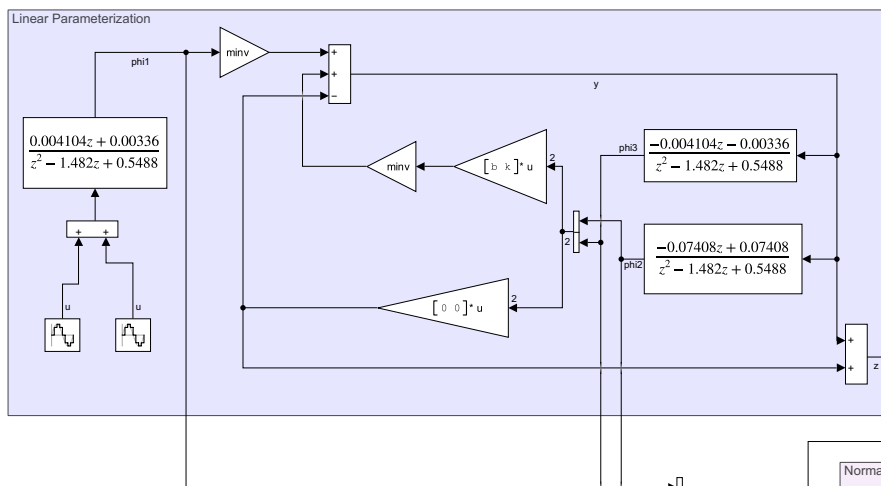 Linear Parameterization
phi1
minv
+
+
−
y
0.004104z + 0.00336
z² − 1.482z + 0.5488
minv
[b k]* u
2
phi3
−0.004104z − 0.00336
z² − 1.482z + 0.5488
+ +
2
phi2
−0.07408z + 0.07408
z² − 1.482z + 0.5488
u
u
[0 0]* u
2
+
+
z
Norma